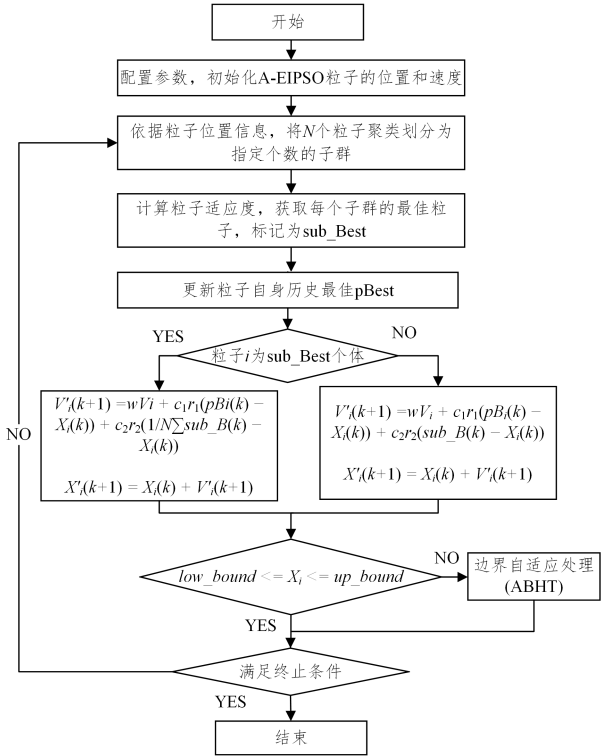 开始
配置参数，初始化A-EIPSO粒子的位置和速度
依据粒子位置信息，将N个粒子聚类划分为
指定个数的子群
计算粒子适应度，获取每个子群的最佳粒
子，标记为sub_Best
更新粒子自身历史最佳pBest
YES
NO
粒子i为sub_Best个体
V'i(k+1) =wVi + c1r1(pBi(k) −
Xi(k)) + c2r2(1/N∑sub_B(k) −
Xi(k))
X'i(k+1) = Xi(k) + V'i(k+1)
V'i(k+1) =wVi + c1r1(pBi(k) −
Xi(k)) + c2r2(sub_B(k) − Xi(k))
X'i(k+1) = Xi(k) + V'i(k+1)
NO
low_bound <= Xi <= up_bound
NO
边界自适应处理
(ABHT)
YES
满足终止条件
YES
结束